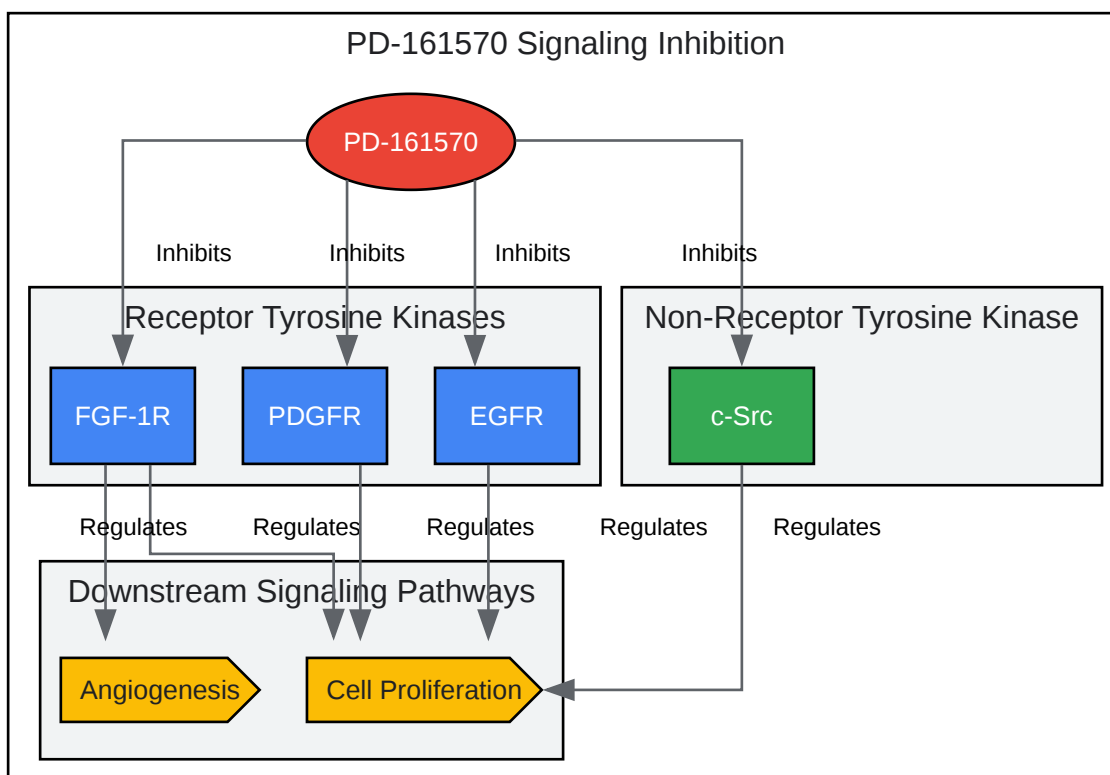 PD-161570 Signaling Inhibition
PD-161570
Inhibits
Inhibits
Inhibits
Inhibits
Receptor Tyrosine Kinases
Non-Receptor Tyrosine Kinase
FGF-1R
PDGFR
EGFR
c-Src
Regulates
Regulates
Regulates
Regulates
Regulates
Downstream Signaling Pathways
Angiogenesis
Cell Proliferation